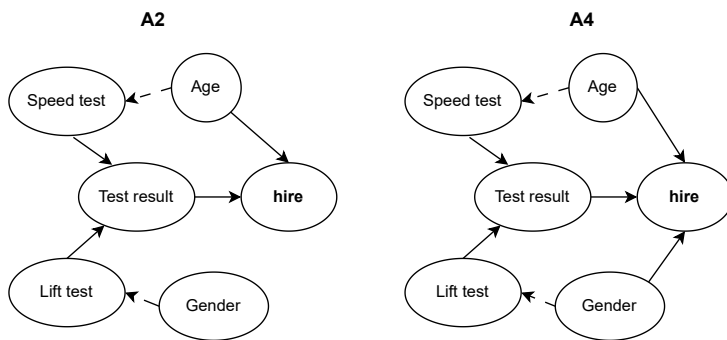 A2
Speed test
Age
Test result
hire
Lift test
Gender
A4
Speed test
Age
Test result
hire
Lift test
Gender